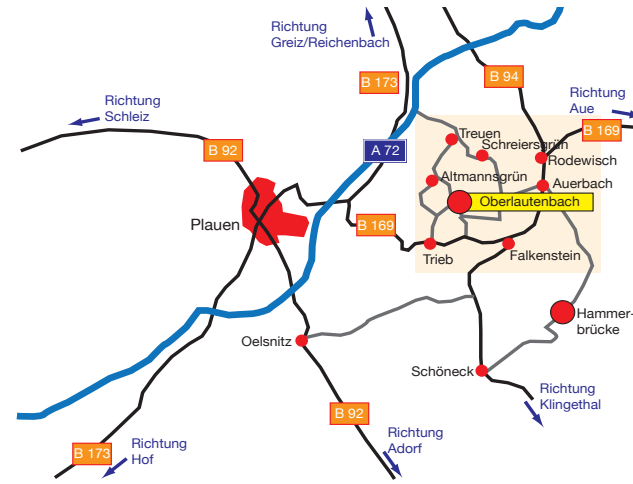 Richtung
Greiz/Reichenbach
B 173
B 94
Richtung
Aue
Richtung
Schleiz
B 169
Treuen
Schreiersgrün
B 92
A 72
Rodewisch
Altmannsgrün
Auerbach
Oberlautenbach
Plauen
B 169
Trieb
Falkenstein
Hammer-
brücke
Oelsnitz
Schöneck
Richtung
Klingethal
B 92
Richtung
Hof
B 173
Richtung
Adorf